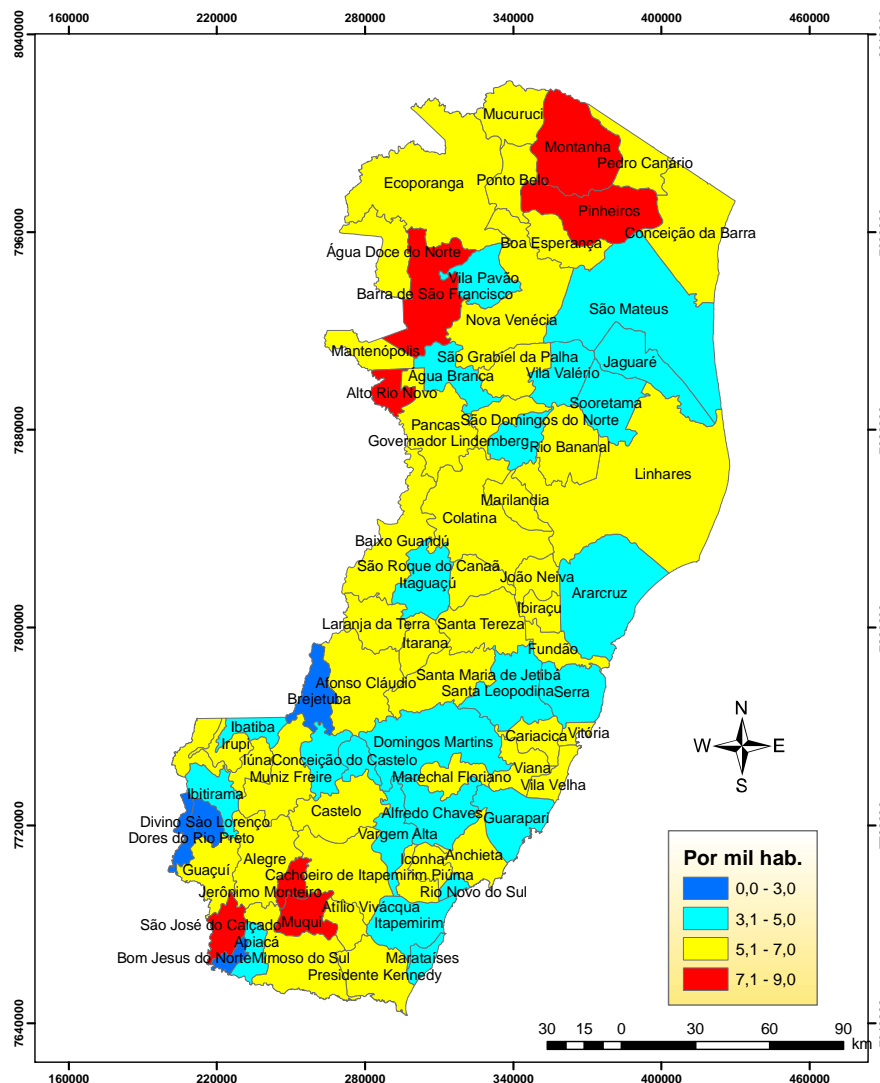 160000 220000 280000 340000 400000 460000
8040000
Mucuruci
Montanha
Pedro Canário
Ecoporanga
Ponto Belo
Pinheiros
7960000
Conceição da Barra
Boa Esperança
Água Doce do Norte
Vila Pavão
Barra de São Francisco
São Mateus
Nova Venécia
Mantenópolis
São Grabiel da Palha
Jaguaré
Vila Valério
Água Branca
Alto Rio Novo
Sooretama
São Domingos do Norte
Pancas
7880000
Governador Lindemberg
Rio Bananal
Linhares
Marilandia
Colatina
Baixo Guandú
São Roque do Canaã
João Neiva
Itaguaçú
Ararcruz
Ibiraçu
7800000
Laranja da Terra
Santa Tereza
Itarana
Fundão
Santa Maria de Jetibá
Afonso Cláudio
Santa Leopodina
Serra
Brejetuba
Ibatiba
Vitória
Cariacica
Domingos Martins
Irupi
Iúna
Conceição do Castelo
Viana
Muniz Freire
Marechal Floriano
Vila Velha
Ibitirama
Castelo
Alfredo Chaves
Guarapari
7720000
Divino São Lorenço
Dores do Rio Preto
Vargem Alta
Anchieta
Alegre
Iconha
Guaçuí
Cachoeiro de Itapemirim
Piúma
Jerônimo Monteiro
Rio Novo do Sul
Atílio Vivácqua
São José do Calçado
Muqui
Itapemirim
Apiacá
Bom Jesus do Norte
Mimoso do Sul
Marataíses
Presidente Kennedy
7640000
N
W E
S
Por mil hab.
0,0 - 3,0
3,1 - 5,0
5,1 - 7,0
7,1 - 9,0
30 15 0 30 60 90
km
160000 220000 280000 340000 400000 460000